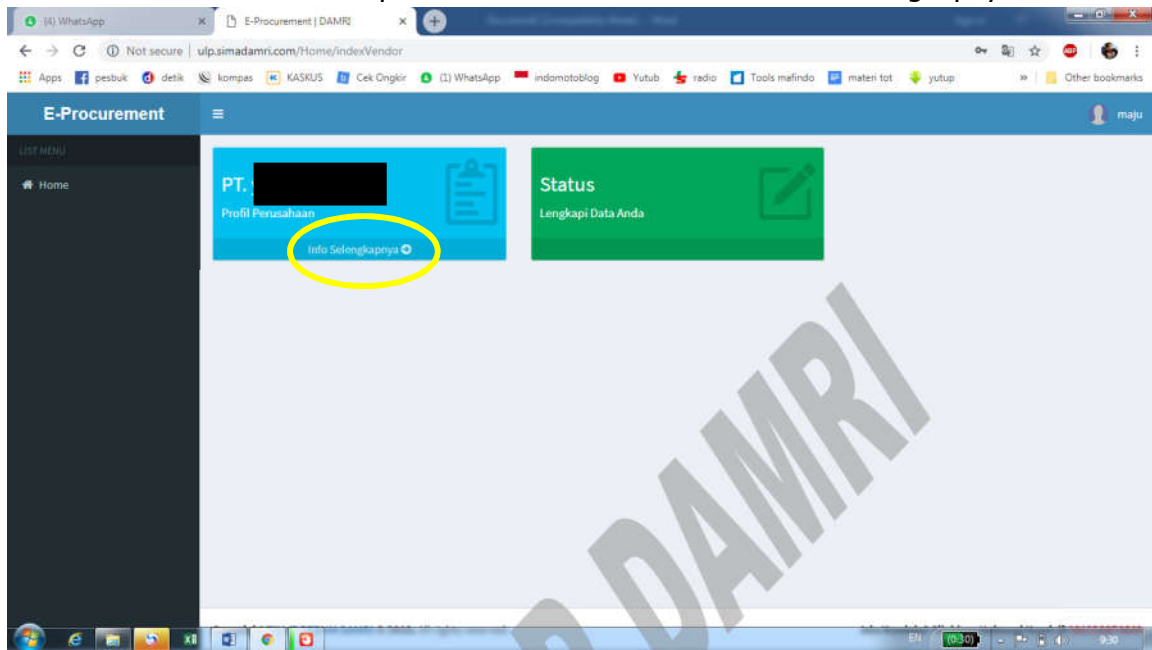 (4) WhatsApp
E-Procurement | DAMRI
Not secure | ulp.simadamri.com/Home/indexVendor
Apps pesbuk detik kompas KASKUS Cek Ongkir (1) WhatsApp indomotoblog Yutub radio Tools mafindo materi tot yutup » Other bookmarks
E-Procurement
maju
LIST MENU
Home
PT.
Profil Perusahaan
Info Selengkapnya
Status
Lengkapi Data Anda
DAMRI
EN (0:30) 9:30